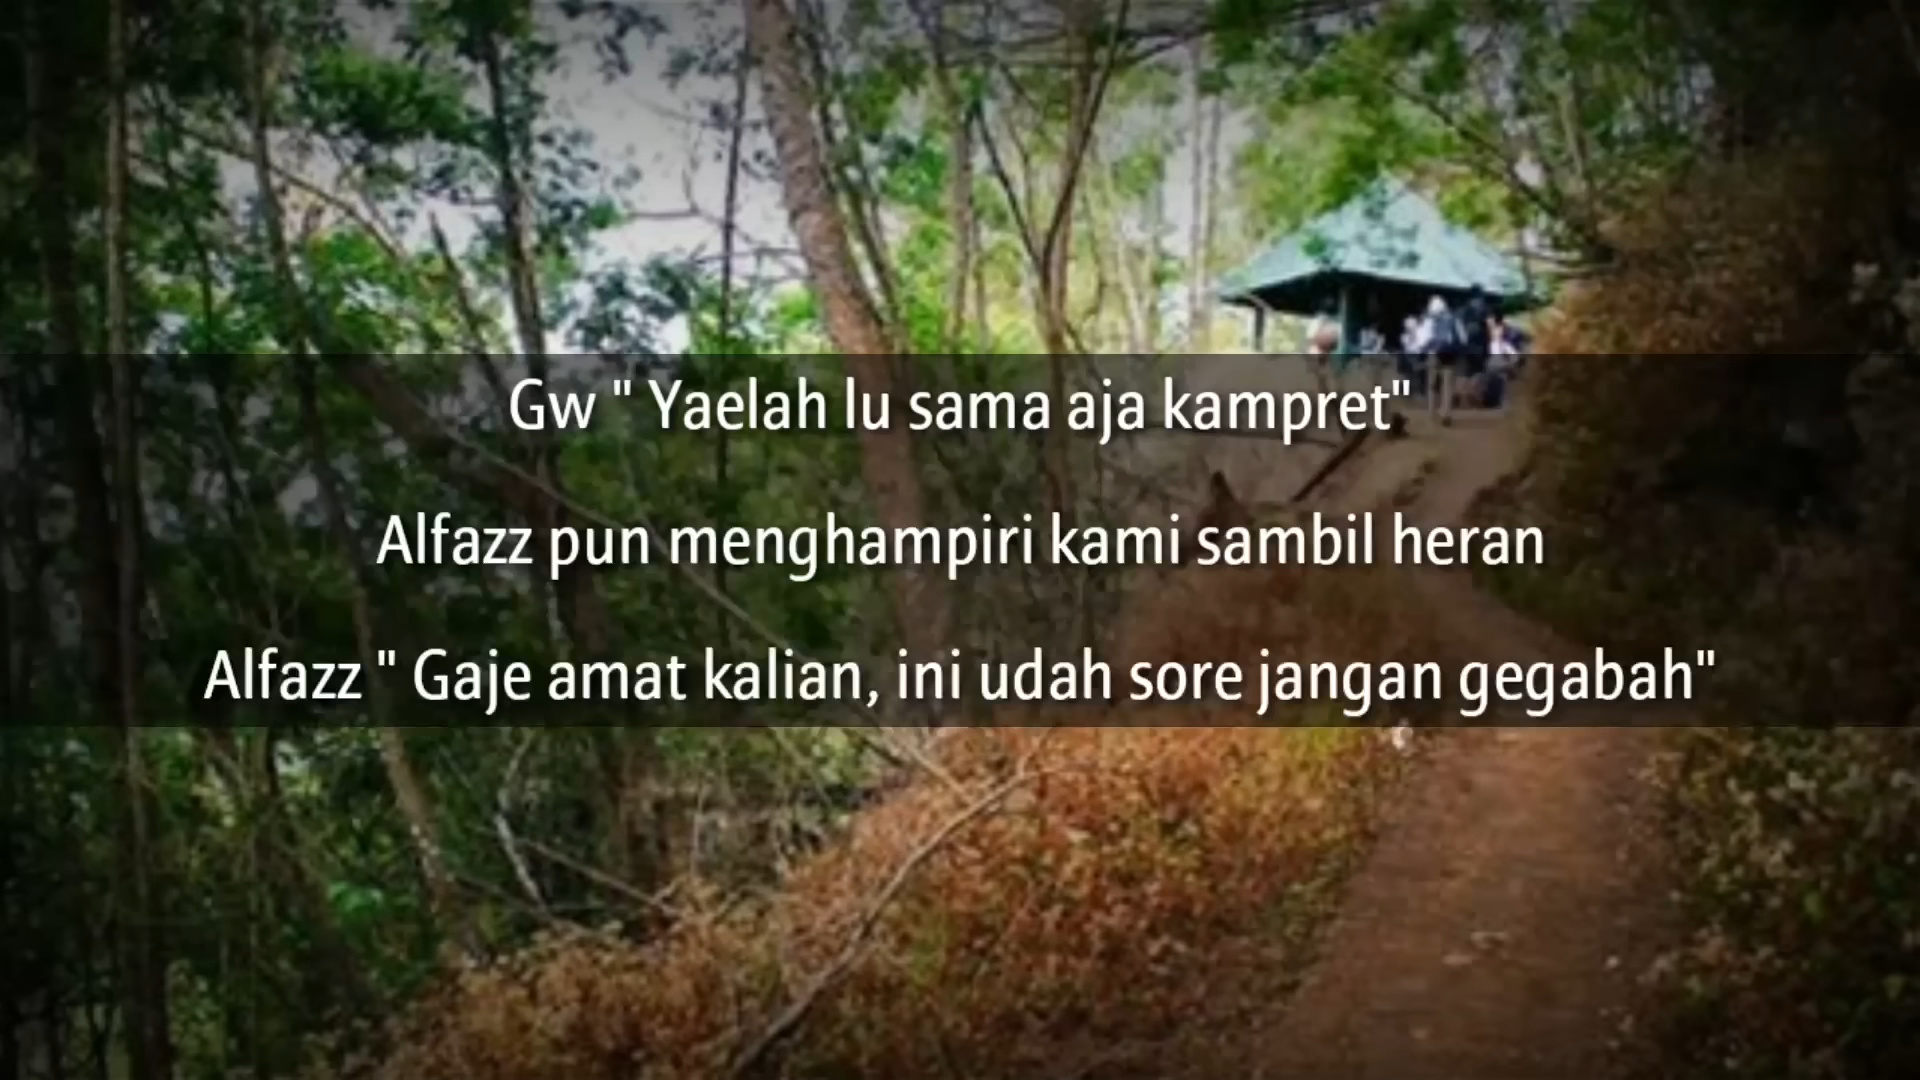 Gw " Yaelah lu sama aja kampret"
Alfazz pun menghampiri kami sambil heran
Alfazz " Gaje amat kalian, ini udah sore jangan gegabah"